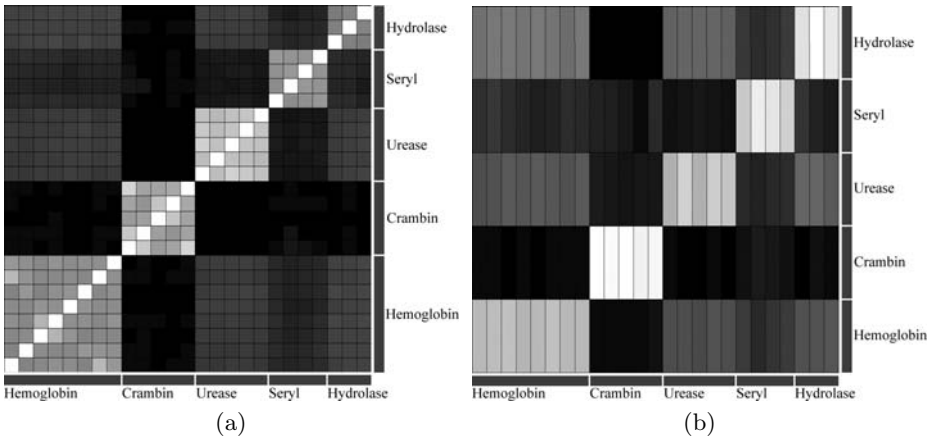 Hydrolase
Seryl
Urease
Crambin
Hemoglobin
Hemoglobin Crambin Urease Seryl Hydrolase
(a)
Hydrolase
Seryl
Urease
Crambin
Hemoglobin
Hemoglobin Crambin Urease Seryl Hydrolase
(b)